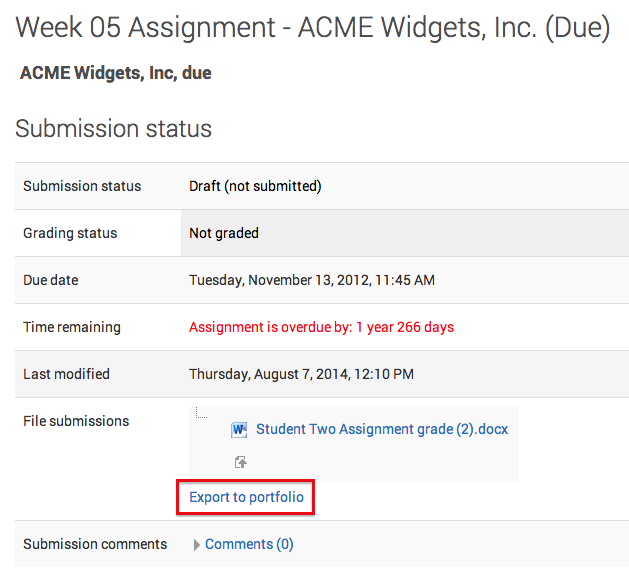 Week 05 Assignment - ACME Widgets, Inc. (Due)
ACME Widgets, Inc, due
Submission status
Submission status Draft (not submitted)
Grading status Not graded
Due date Tuesday, November 13, 2012, 11:45 AM
Time remaining Assignment is overdue by: 1 year 266 days
Last modified Thursday, August 7, 2014, 12:10 PM
File submissions
Student Two Assignment grade (2).docx
Export to portfolio
Submission comments Comments (0)